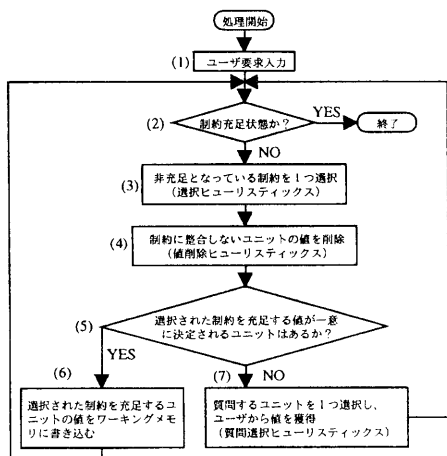 処理開始
(1) ユーザ要求入力
(2) 制約充足状態か?
YES
終了
NO
(3) 非充足となっている制約を1つ選択
(選択ヒューリスティックス)
(4) 制約に整合しないユニットの値を削除
(値削除ヒューリスティックス)
(5) 選択された制約を充足する値が一意
に決定されるユニットはあるか?
YES
NO
(6)
選択された制約を充足するユニ
ットの値をワーキングメモ
リに書き込む
(7)
質問するユニットを1つ選択し、
ユーザから値を獲得
(質問選択ヒューリスティックス)